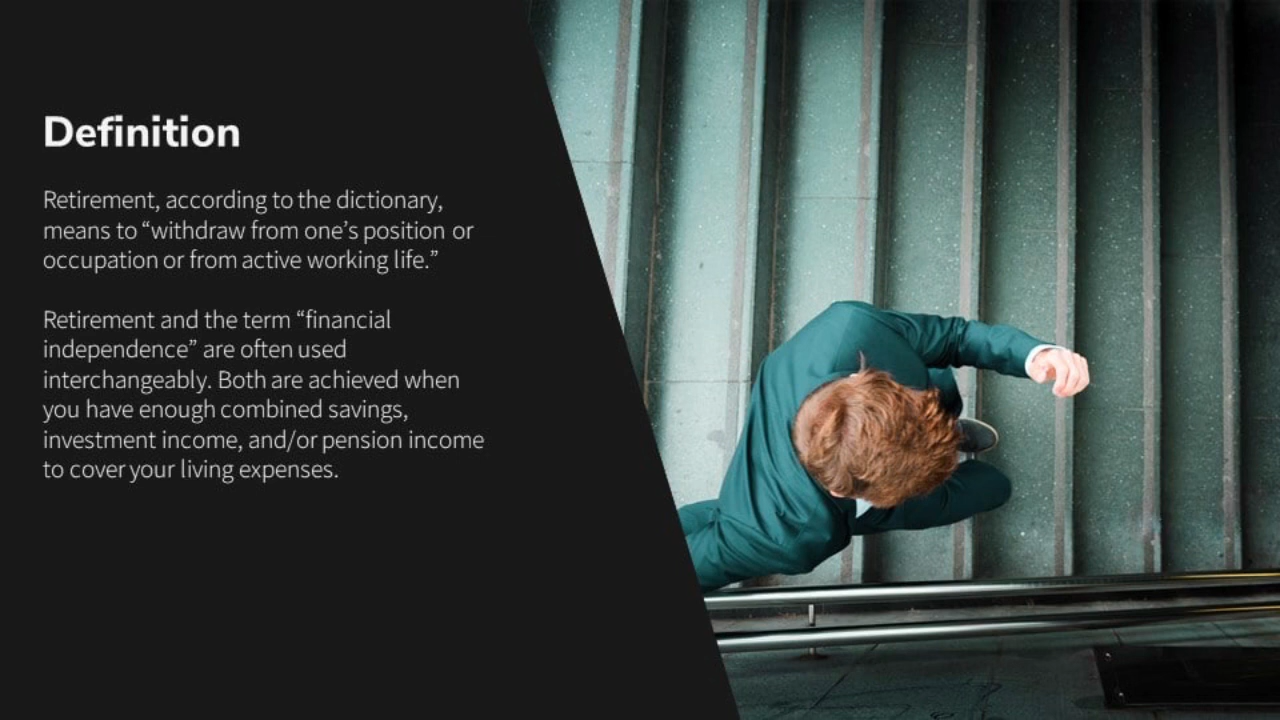 Definition
Retirement, according to the dictionary,
means to “withdraw from one’s position or
occupation or from active working life.”
Retirement and the term “financial
independence” are often used
interchangeably. Both are achieved when
you have enough combined savings,
investment income, and/or pension income
to cover your living expenses.